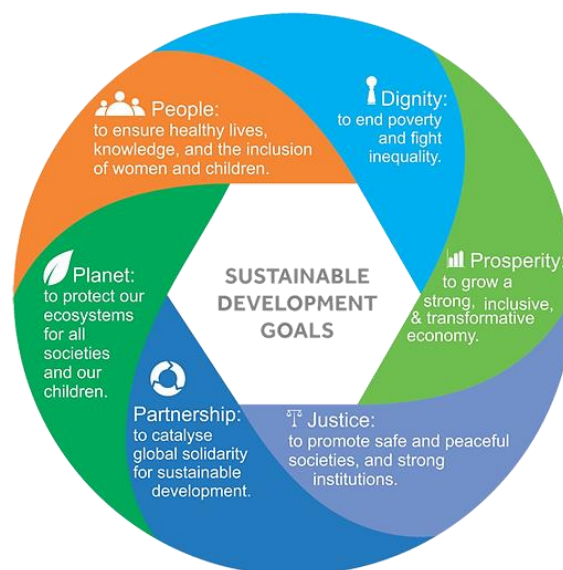 Dignity:
to end poverty
and fight
inequality.
Prosperity:
to grow a
strong, inclusive,
& transformative
economy.
Justice:
to promote safe and peaceful
societies, and strong
institutions.
Partnership:
to catalyse
global solidarity
for sustainable
development.
Planet:
to protect our
ecosystems
for all
societies
and our
children.
People:
to ensure healthy lives,
knowledge, and the inclusion
of women and children.
SUSTAINABLE
DEVELOPMENT
GOALS